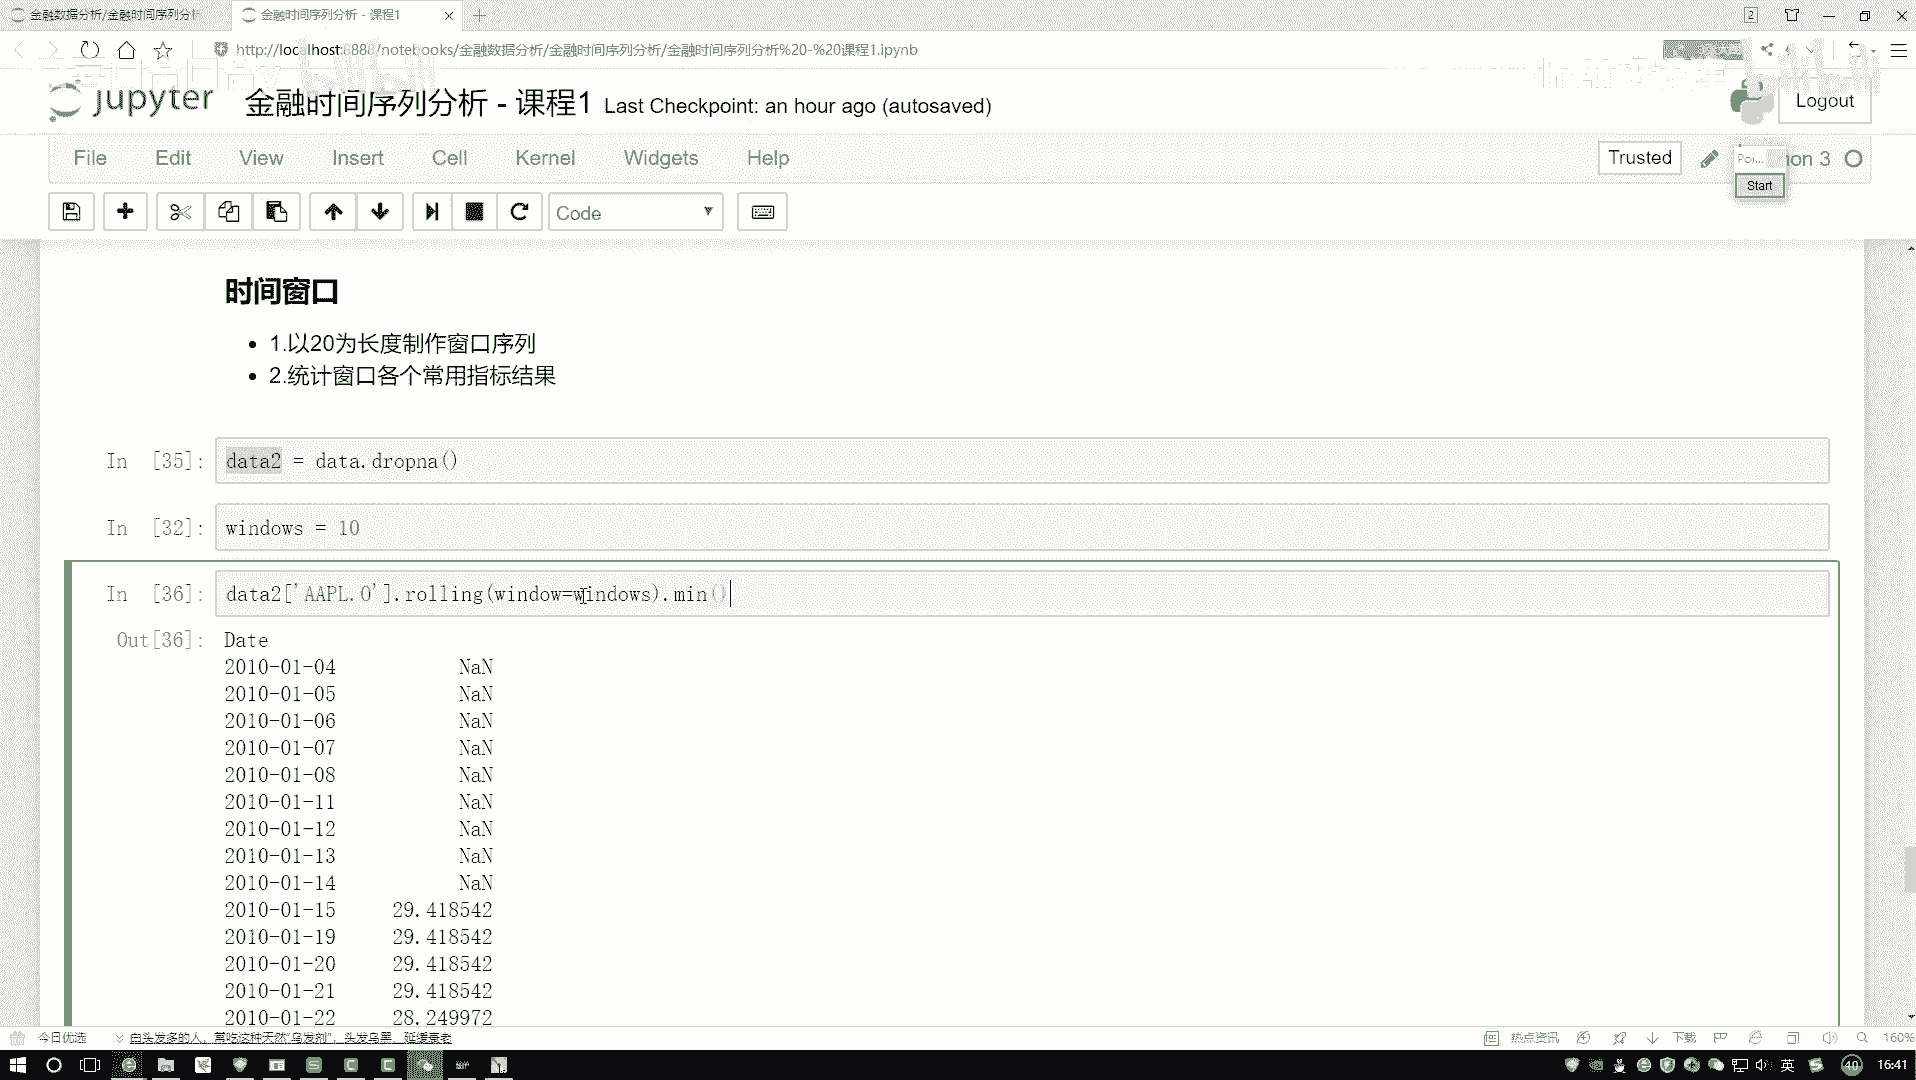 金融数据分析/金融时间序列分析
金融时间序列分析 - 课程1
2
http://localhost:8888/notebooks/金融数据分析/金融时间序列分析/金融时间序列分析%20-%20课程1.ipynb
jupyter 金融时间序列分析 - 课程1 Last Checkpoint: an hour ago (autosaved)
Logout
File Edit View Insert Cell Kernel Widgets Help
Trusted
Poi...
Start
Code
时间窗口
• 1.以20为长度制作窗口序列
• 2.统计窗口各个常用指标结果
In [35]: data2 = data.dropna()
In [32]: windows = 10
In [36]: data2['AAPL.O'].rolling(window=windows).min()
Out[36]: Date
2010-01-04 NaN
2010-01-05 NaN
2010-01-06 NaN
2010-01-07 NaN
2010-01-08 NaN
2010-01-11 NaN
2010-01-12 NaN
2010-01-13 NaN
2010-01-14 NaN
2010-01-15 29.418542
2010-01-19 29.418542
2010-01-20 29.418542
2010-01-21 29.418542
2010-01-22 28.249972
今日优选
白头发多的人，常吃这种天然"乌发剂"，头发乌黑、延缓衰老
热点资讯
下载
160%
英
40
16:41